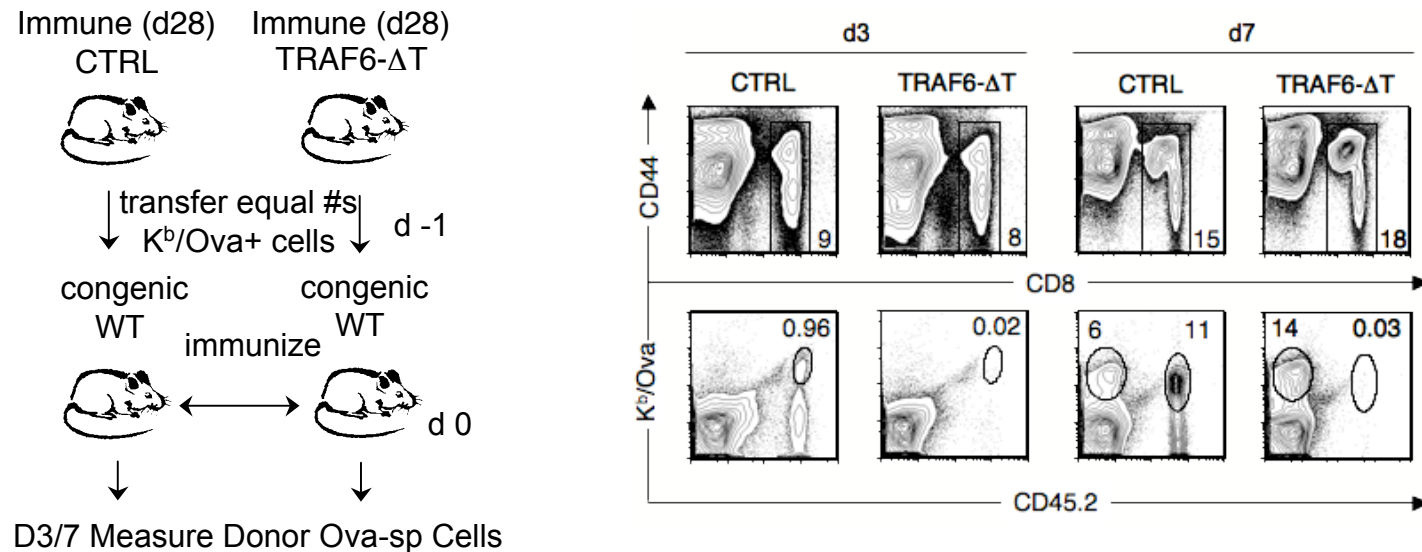 Immune (d28) Immune (d28)
CTRL TRAF6-ΔT
transfer equal #s
Kᵇ/Ova+ cells
d -1
congenic congenic
WT WT
immunize
d 0
D3/7 Measure Donor Ova-sp Cells
d3 d7
CTRL TRAF6-ΔT CTRL TRAF6-ΔT
CD44
9 8 15 18
CD8
0.96 0.02 6 11 14 0.03
Kᵇ/Ova
CD45.2